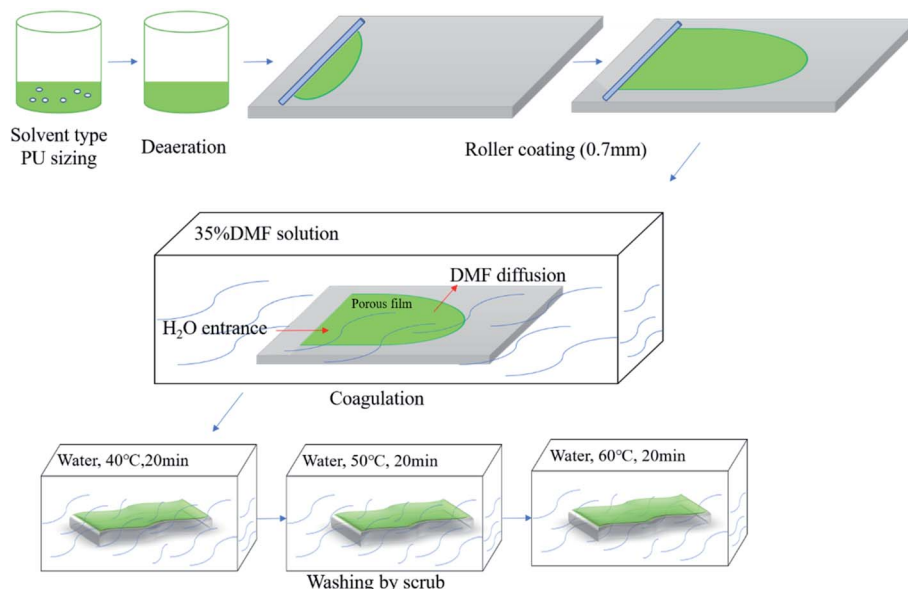 Solvent type
PU sizing
Deaeration
Roller coating (0.7mm)
35%DMF solution
DMF diffusion
Porous film
H₂O entrance
Coagulation
Water, 40℃,20min
Water, 50℃, 20min
Water, 60℃, 20min
Washing by scrub